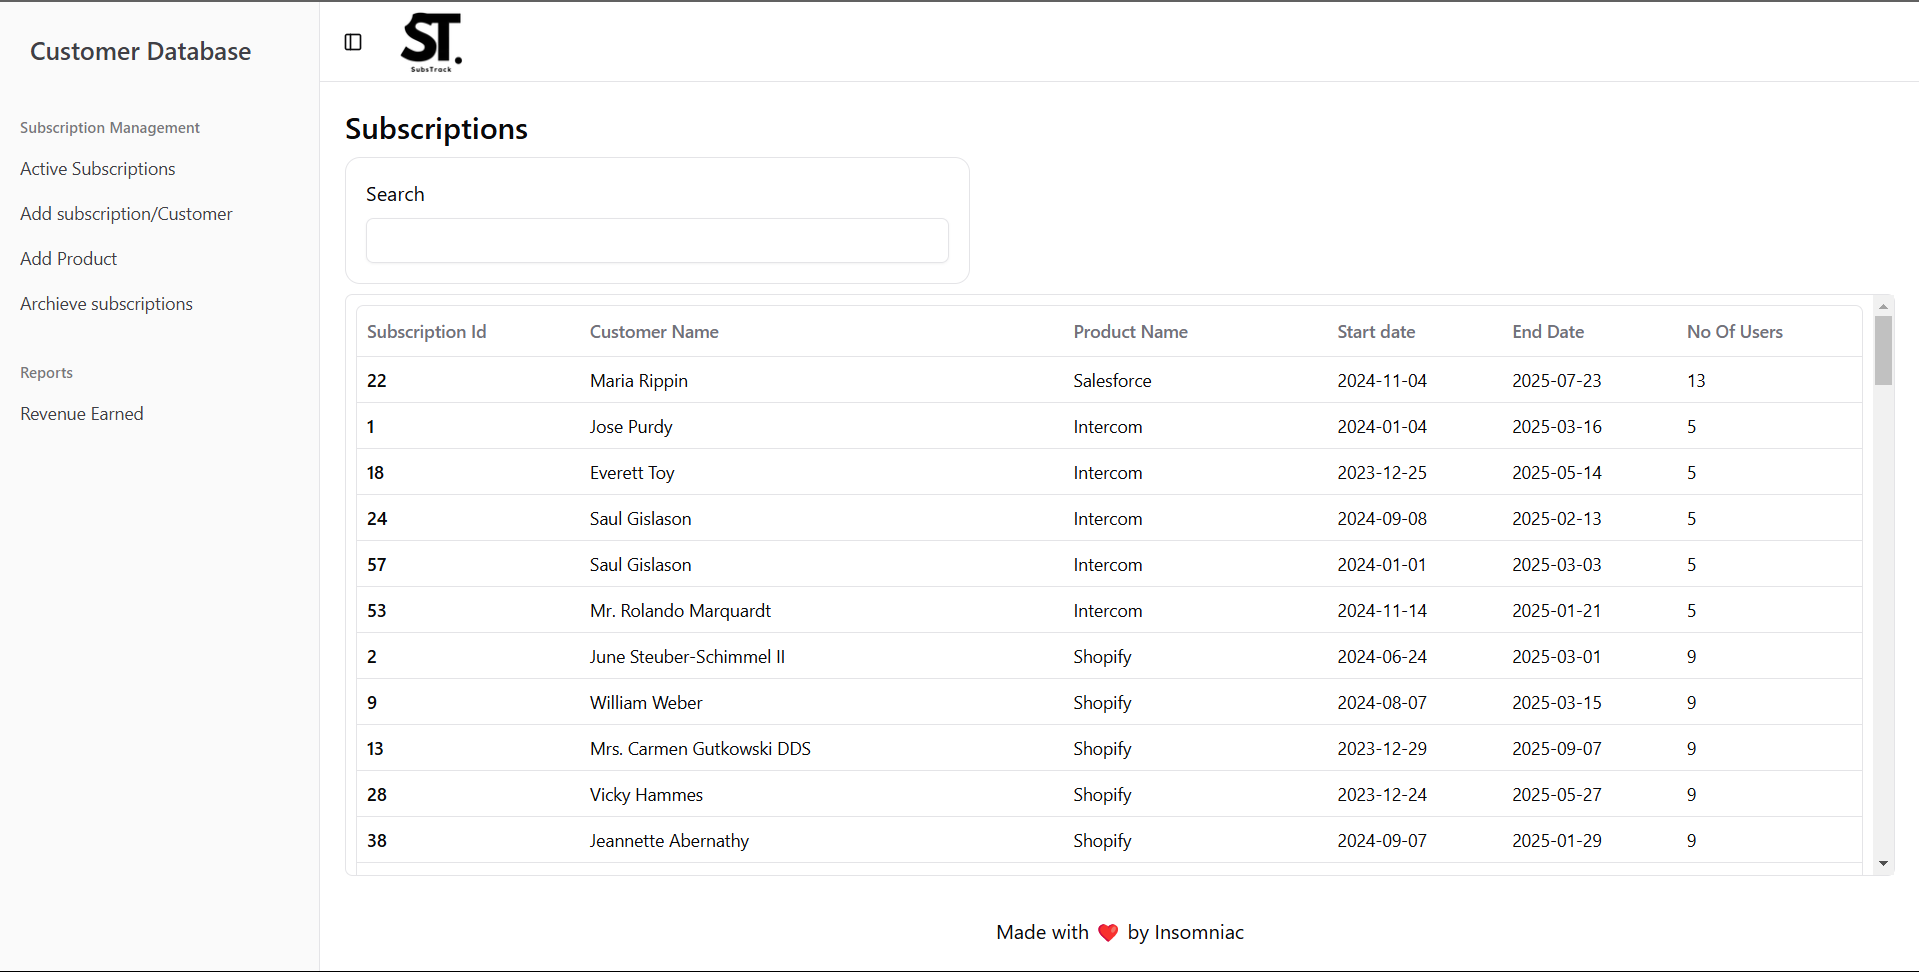 Customer Database
Subscription Management
Active Subscriptions
Add subscription/Customer
Add Product
Archieve subscriptions
Reports
Revenue Earned
ST.
SubsTrack
Subscriptions
Search
Subscription Id Customer Name Product Name Start date End Date No Of Users
22 Maria Rippin Salesforce 2024-11-04 2025-07-23 13
1 Jose Purdy Intercom 2024-01-04 2025-03-16 5
18 Everett Toy Intercom 2023-12-25 2025-05-14 5
24 Saul Gislason Intercom 2024-09-08 2025-02-13 5
57 Saul Gislason Intercom 2024-01-01 2025-03-03 5
53 Mr. Rolando Marquardt Intercom 2024-11-14 2025-01-21 5
2 June Steuber-Schimmel II Shopify 2024-06-24 2025-03-01 9
9 William Weber Shopify 2024-08-07 2025-03-15 9
13 Mrs. Carmen Gutkowski DDS Shopify 2023-12-29 2025-09-07 9
28 Vicky Hammes Shopify 2023-12-24 2025-05-27 9
38 Jeannette Abernathy Shopify 2024-09-07 2025-01-29 9
Made with ❤️ by Insomniac